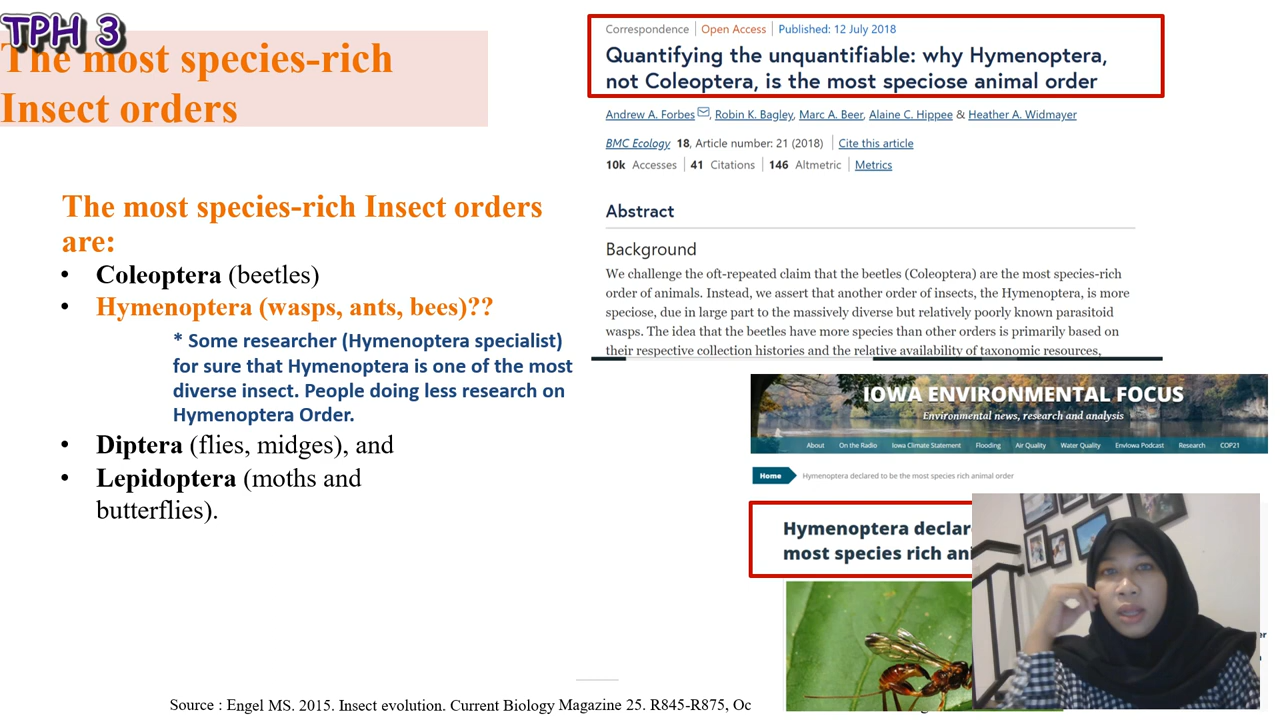 TPH 3
The most species-rich
Insect orders
The most species-rich Insect orders
are:
• Coleoptera (beetles)
• Hymenoptera (wasps, ants, bees)??
* Some researcher (Hymenoptera specialist)
for sure that Hymenoptera is one of the most
diverse insect. People doing less research on
Hymenoptera Order.
• Diptera (flies, midges), and
• Lepidoptera (moths and
butterflies).
Source : Engel MS. 2015. Insect evolution. Current Biology Magazine 25. R845-R875, Oc
Correspondence | Open Access | Published: 12 July 2018
Quantifying the unquantifiable: why Hymenoptera,
not Coleoptera, is the most speciose animal order
Andrew A. Forbes, Robin K. Bagley, Marc A. Beer, Alaine C. Hippee & Heather A. Widmayer
BMC Ecology 18, Article number: 21 (2018) | Cite this article
10k Accesses | 41 Citations | 146 Altmetric | Metrics
Abstract
Background
We challenge the oft-repeated claim that the beetles (Coleoptera) are the most species-rich
order of animals. Instead, we assert that another order of insects, the Hymenoptera, is more
speciose, due in large part to the massively diverse but relatively poorly known parasitoid
wasps. The idea that the beetles have more species than other orders is primarily based on
their respective collection histories and the relative availability of taxonomic resources,
IOWA ENVIRONMENTAL FOCUS
Environmental news, research and analysis
About On the Radio Iowa Climate Statement Flooding Air Quality Water Quality EnvIowa Podcast Research COP21
Home Hymenoptera declared to be the most species rich animal order
Hymenoptera declar
most species rich ani